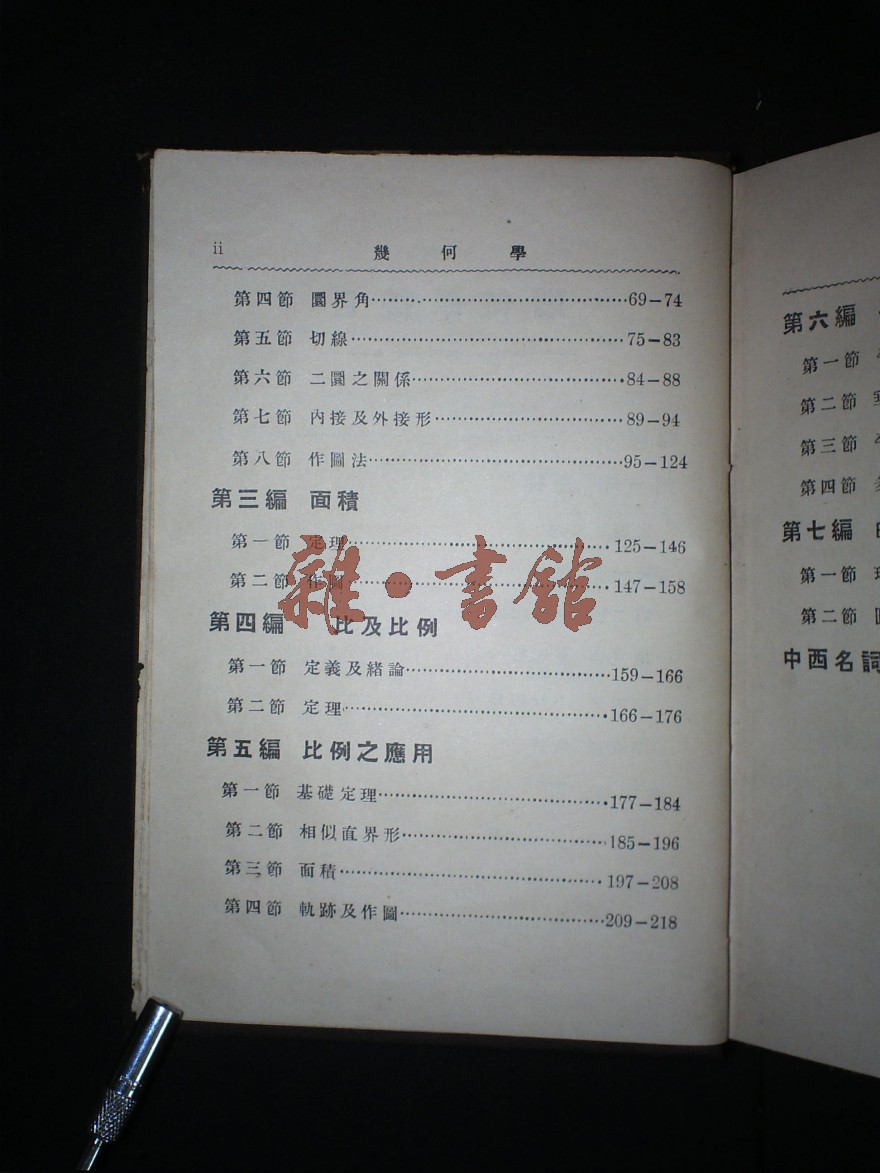 ii 幾何學
第四節 圜界角 69-74
第五節 切線 75-83
第六節 二圜之關係 84-88
第七節 內接及外接形 89-94
第八節 作圖法 95-124
第三編 面積
第一節 定理 125-146
第二節 作圖 147-158
第四編 比及比例
第一節 定義及緒論 159-166
第二節 定理 166-176
第五編 比例之應用
第一節 基礎定理 177-184
第二節 相似直界形 185-196
第三節 面積 197-208
第四節 軌跡及作圖 209-218
雜·書館
第六編
第一節
第二節
第三節
第四節
第七編
第一節
第二節
中西名詞